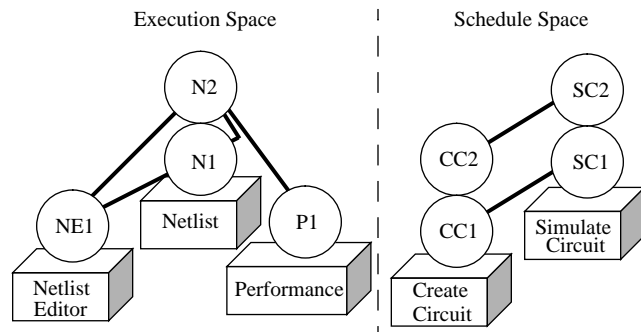 Execution Space
Schedule Space
N2
SC2
N1
CC2
SC1
NE1
Netlist
P1
CC1
Simulate
Circuit
Netlist
Editor
Performance
Create
Circuit